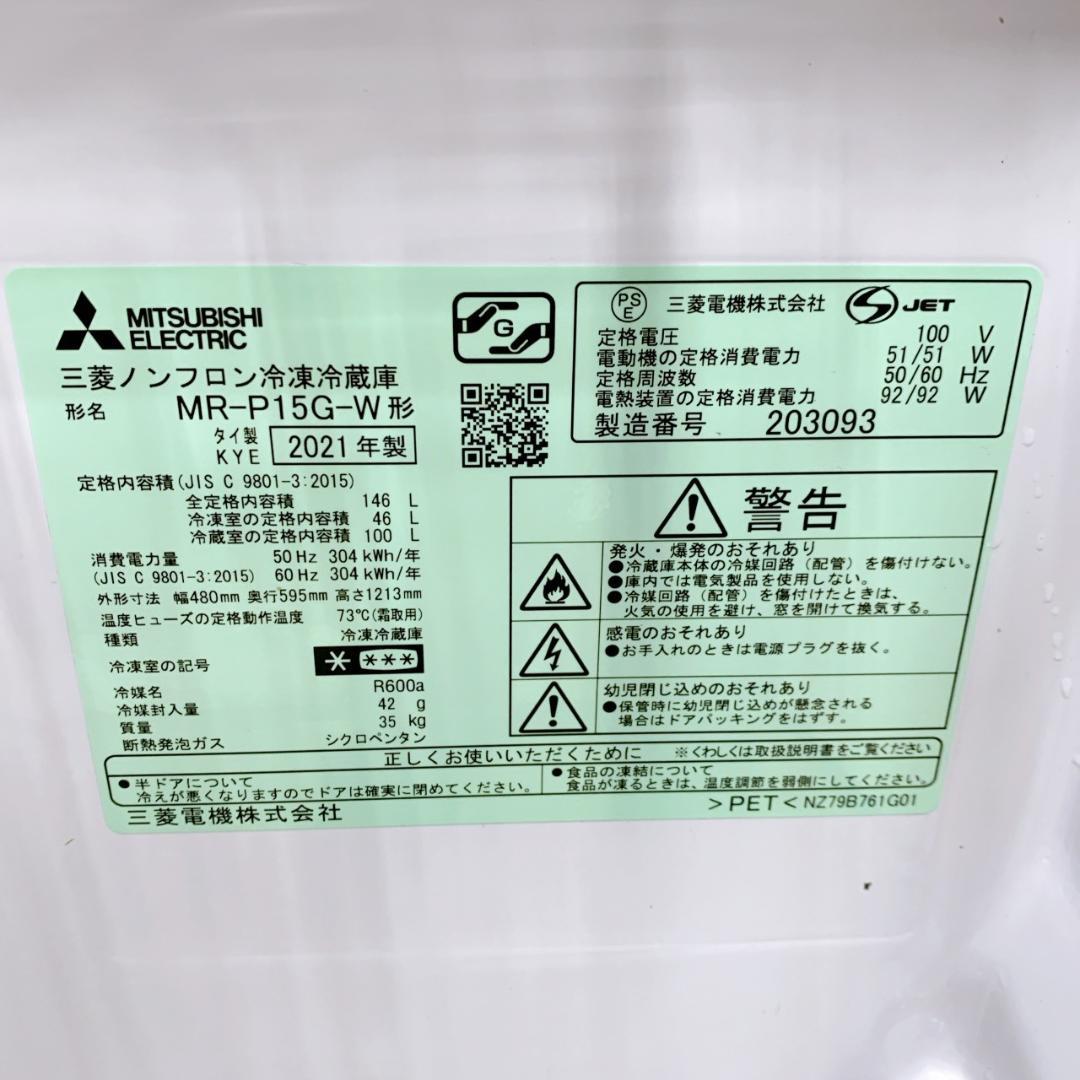 MITSUBISHI
ELECTRIC
三菱ノンフロン冷凍冷蔵庫
形名 MR-P15G-W形
タイ製
KYE 2021年製
定格内容積(JIS C 9801-3:2015)
全定格内容積 146 L
冷凍室の定格内容積 46 L
冷蔵室の定格内容積 100 L
消費電力量 50Hz 304kWh/年
(JIS C 9801-3:2015) 60Hz 304kWh/年
外形寸法 幅480mm 奥行595mm 高さ1213mm
温度ヒューズの定格動作温度 73℃(霜取用)
種類 冷凍冷蔵庫
冷凍室の記号 * ***
冷媒名 R600a
冷媒封入量 42 g
質量 35 kg
断熱発泡ガス シクロペンタン
G
PS
E
三菱電機株式会社
S JET
定格電圧 100 V
電動機の定格消費電力 51/51 W
定格周波数 50/60 Hz
電熱装置の定格消費電力 92/92 W
製造番号 203093
警告
発火・爆発のおそれあり
●冷蔵庫本体の冷媒回路（配管）を傷付けない。
●庫内では電気製品を使用しない。
●冷媒回路（配管）を傷付けたときは、
火気の使用を避け、窓を開けて換気する。
感電のおそれあり
●お手入れのときは電源プラグを抜く。
幼児閉じ込めのおそれあり
●保管時に幼児閉じ込めが懸念される
場合はドアパッキングをはずす。
正しくお使いいただくために ※くわしくは取扱説明書をご覧ください
●半ドアについて
冷えが悪くなりますのでドアは確実に閉めてください。
●食品の凍結について
食品が凍るときは、温度調節を弱側にしてください。
三菱電機株式会社
>PET< NZ79B761G01